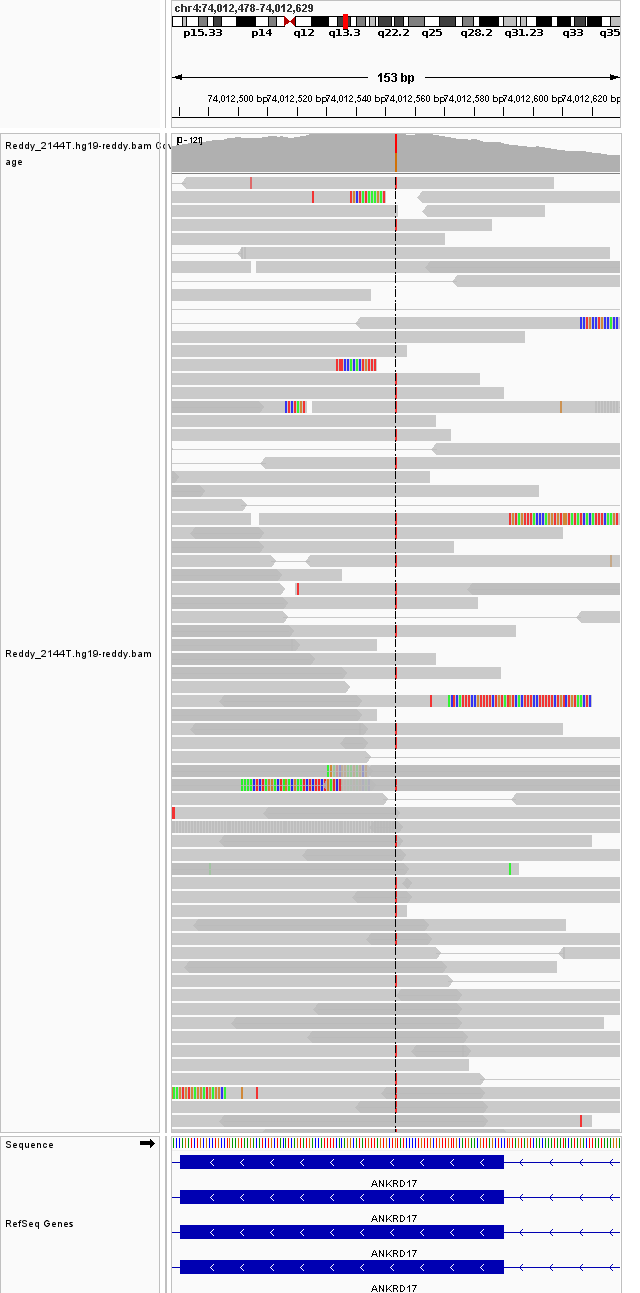 chr4:74,012,478-74,012,629
p15.33 p14 q12 q13.3 q22.2 q25 q28.2 q31.23 q33 q35
153 bp
74,012,500 bp 74,012,520 bp 74,012,540 bp 74,012,560 bp 74,012,580 bp 74,012,600 bp 74,012,620 bp
Reddy_2144T.hg19-reddy.bam Cov
age
[0 - 121]
Reddy_2144T.hg19-reddy.bam
Sequence
ANKRD17
ANKRD17
RefSeq Genes
ANKRD17
ANKRD17